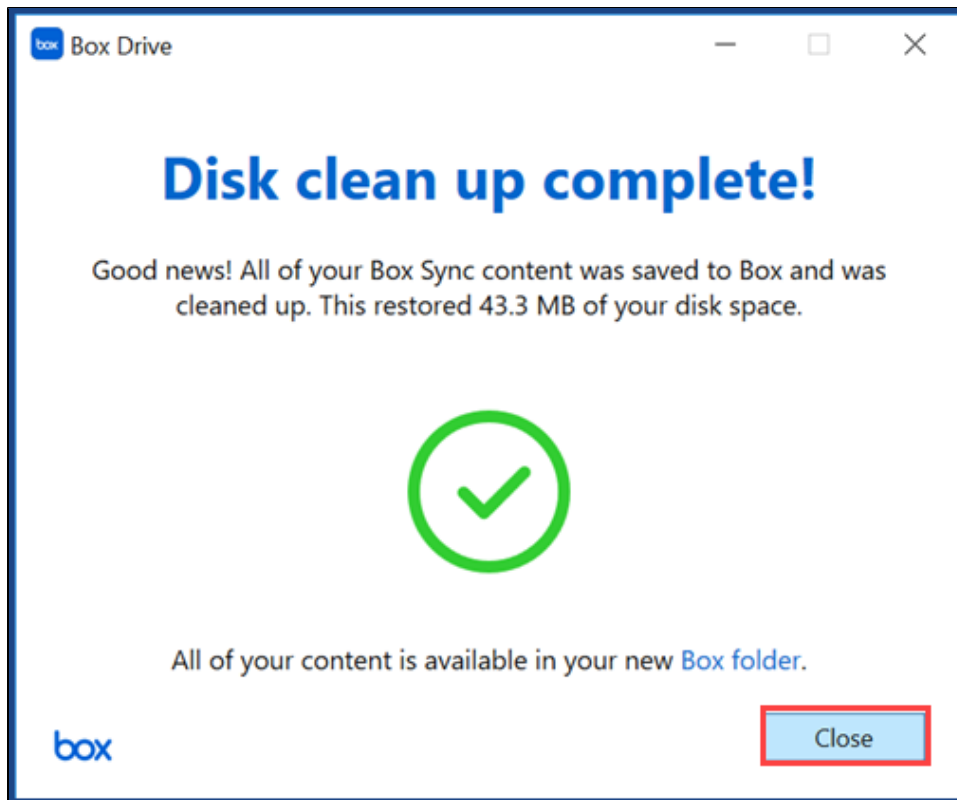 box Box Drive
Disk clean up complete!
Good news! All of your Box Sync content was saved to Box and was
cleaned up. This restored 43.3 MB of your disk space.
All of your content is available in your new Box folder.
box
Close